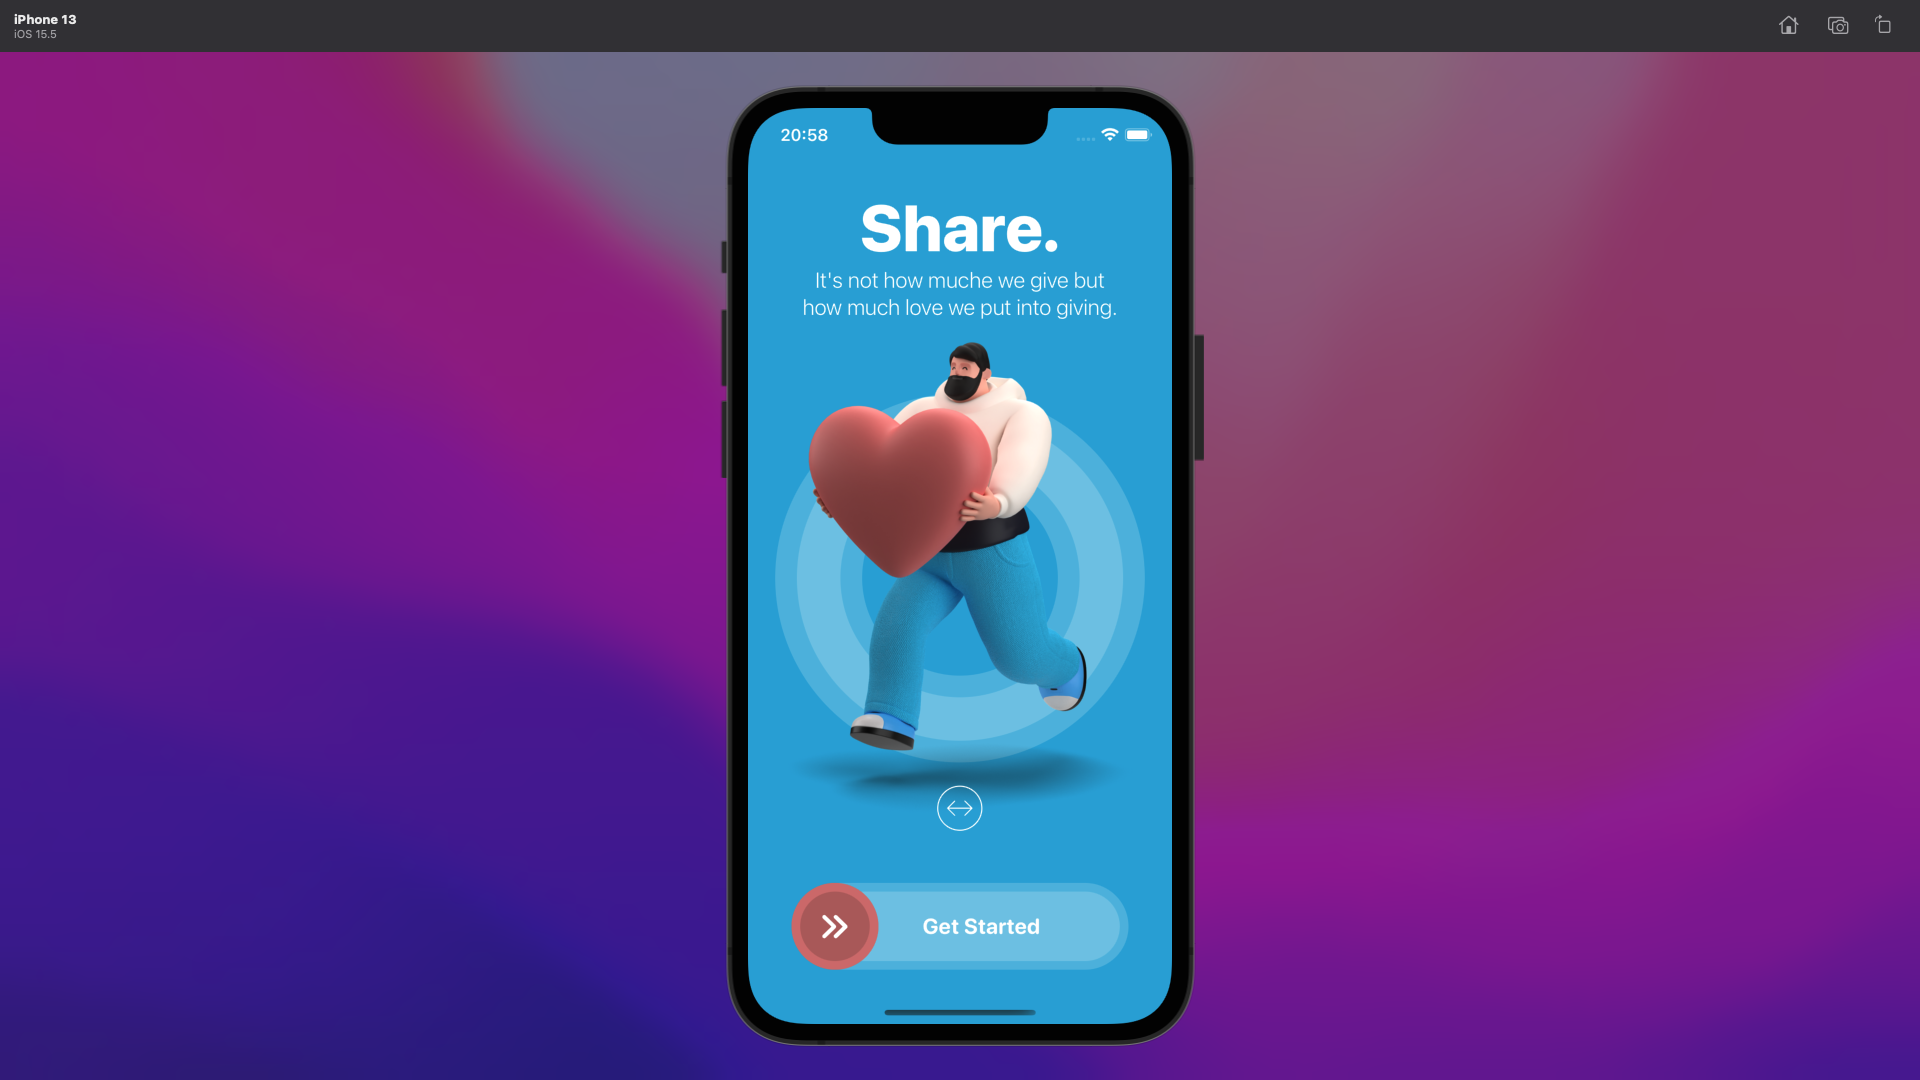 iPhone 13
iOS 15.5
20:58
Share.
It's not how muche we give but
how much love we put into giving.
Get Started